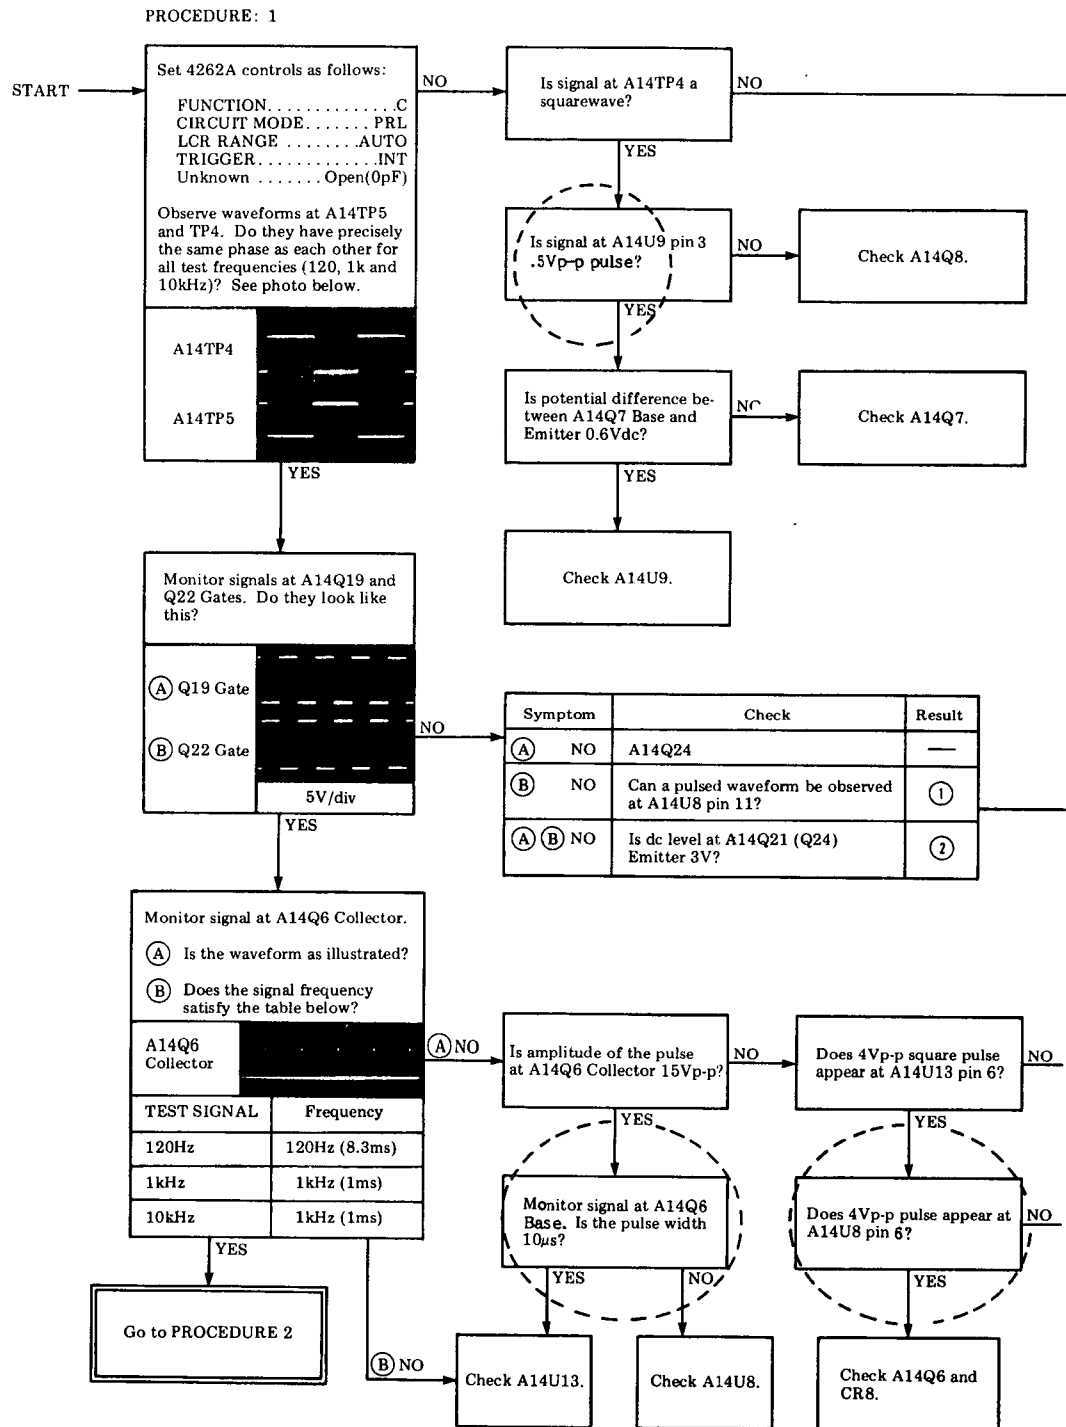 PROCEDURE: 1
START
Set 4262A controls as follows:
FUNCTION.............C
CIRCUIT MODE.......PRL
LCR RANGE .......AUTO
TRIGGER............INT
Unknown .......Open(0pF)
Observe waveforms at A14TP5
and TP4. Do they have precisely
the same phase as each other for
all test frequencies (120, 1k and
10kHz)? See photo below.
A14TP4
A14TP5
NO
Is signal at A14TP4 a
squarewave?
NO
YES
Is signal at A14U9 pin 3
.5Vp-p pulse?
NO
Check A14Q8.
YES
Is potential difference be-
tween A14Q7 Base and
Emitter 0.6Vdc?
NO
Check A14Q7.
YES
Check A14U9.
YES
Monitor signals at A14Q19 and
Q22 Gates. Do they look like
this?
A Q19 Gate
B Q22 Gate
5V/div
NO
Symptom Check Result
A NO A14Q24 —
B NO Can a pulsed waveform be observed
at A14U8 pin 11? 1
A B NO Is dc level at A14Q21 (Q24)
Emitter 3V? 2
YES
Monitor signal at A14Q6 Collector.
A Is the waveform as illustrated?
B Does the signal frequency
satisfy the table below?
A14Q6
Collector
TEST SIGNAL Frequency
120Hz 120Hz (8.3ms)
1kHz 1kHz (1ms)
10kHz 1kHz (1ms)
A NO
Is amplitude of the pulse
at A14Q6 Collector 15Vp-p?
NO
Does 4Vp-p square pulse
appear at A14U13 pin 6?
NO
YES
YES
Monitor signal at A14Q6
Base. Is the pulse width
10μs?
Does 4Vp-p pulse appear at
A14U8 pin 6?
NO
YES
Go to PROCEDURE 2
B NO
YES
NO
YES
Check A14U13.
Check A14U8.
Check A14Q6 and
CR8.